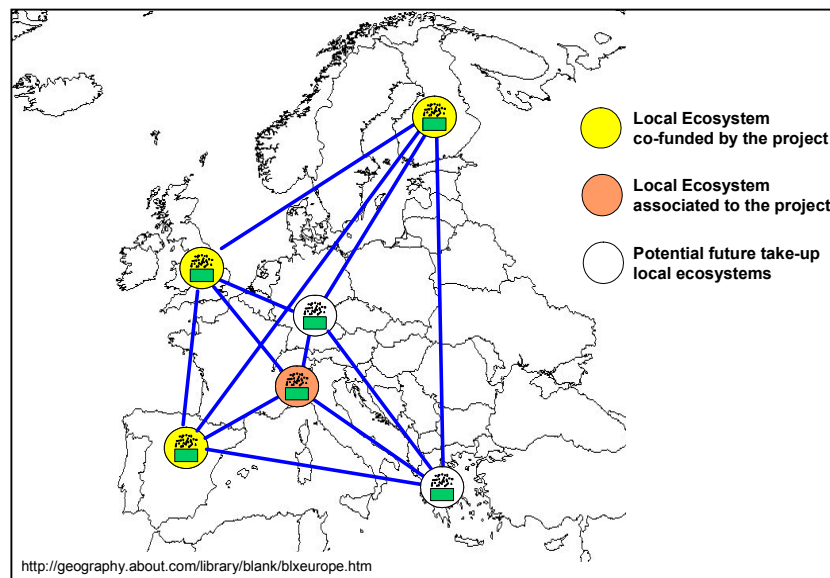 Local Ecosystem
co-funded by the project
Local Ecosystem
associated to the project
Potential future take-up
local ecosystems
http://geography.about.com/library/blank/blxeurope.htm